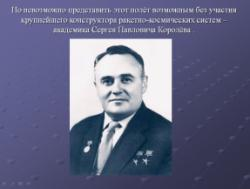 Но невозможно представить этот полёт возможным без участия
крупнейшего конструктора ракетно-космических систем –
академика Сергея Павловича Королёва .